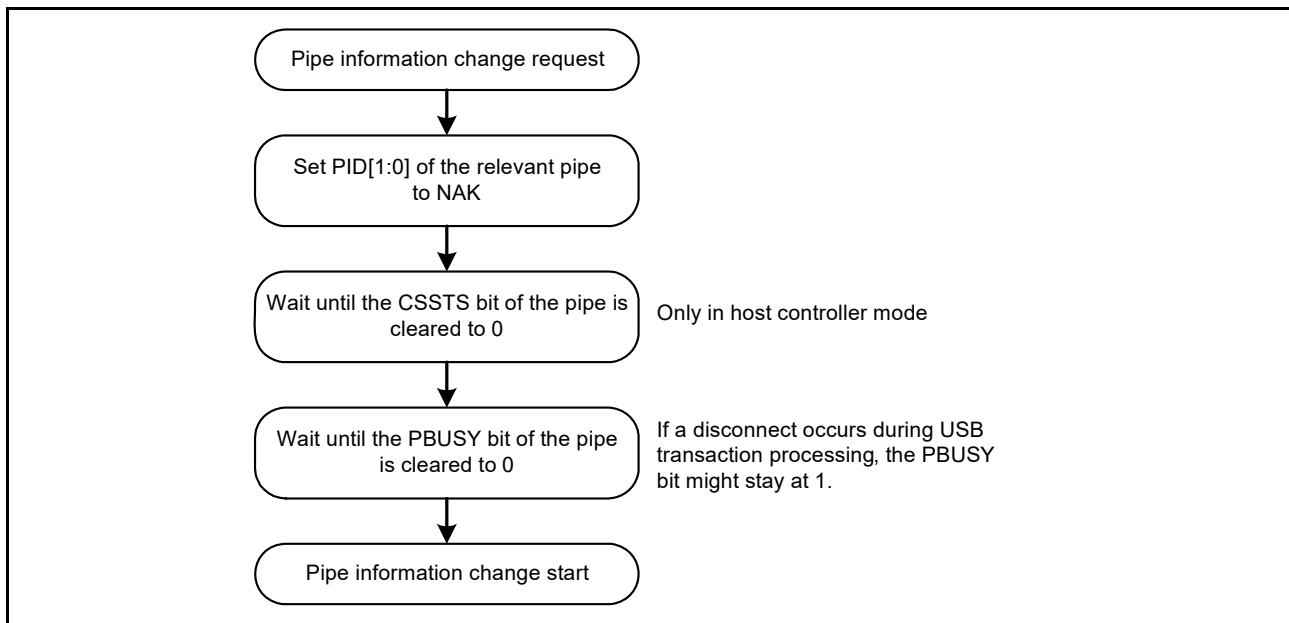 Pipe information change request
Set PID[1:0] of the relevant pipe
to NAK
Wait until the CSSTS bit of the pipe is
cleared to 0
Only in host controller mode
Wait until the PBUSY bit of the pipe
is cleared to 0
If a disconnect occurs during USB
transaction processing, the PBUSY
bit might stay at 1.
Pipe information change start